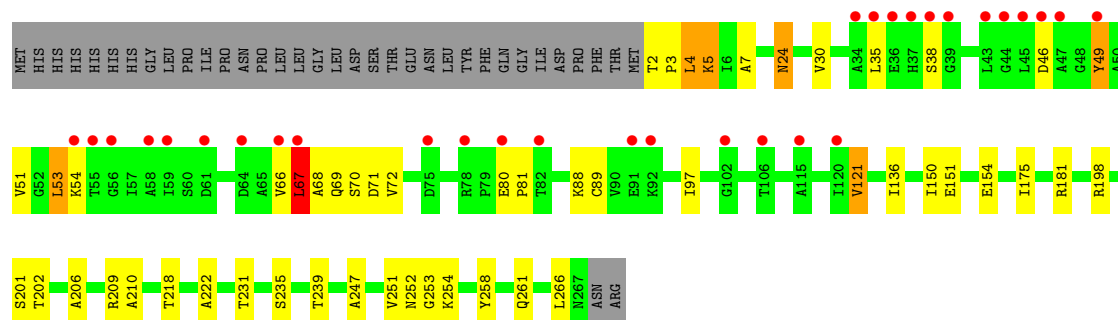 MET HIS HIS HIS HIS HIS HIS GLY LEU PRO ILE PRO ASN PRO LEU LEU GLY LEU ASP SER THR GLU ASN LEU TYR PHE GLN GLY ILE ASP PRO PHE THR MET T2 P3 L4 K5 I6 A7 N24 V30 A34 L35 E36 H37 S38 G39 L43 G44 L45 D46 A47 G48 Y49 A50
V51 G52 L53 K54 T55 G56 I57 A58 I59 S60 D61 D64 A65 V66 L67 A68 Q69 S70 D71 V72 D75 R78 P79 E80 P81 T82 K88 C89 V90 E91 K92 I97 G102 T106 A115 I120 V121 I136 I150 E151 E154 I175 R181 R198
S201 T202 A206 R209 A210 T218 A222 T231 S235 T239 A247 V251 N252 G253 K254 Y258 Q261 L266 N267 ASN ARG